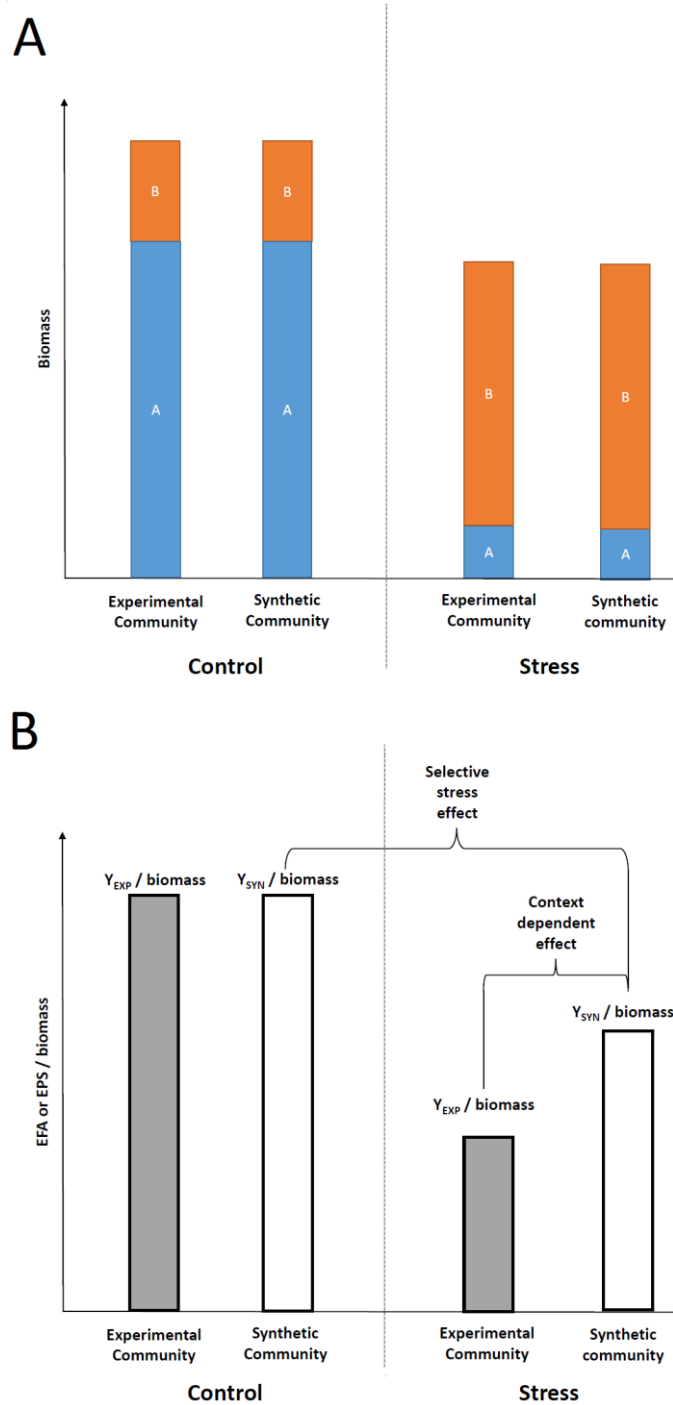 A
Biomass
B
B
A
A
B
B
A
A
Experimental
Community
Synthetic
Community
Experimental
Community
Synthetic
community
Control
Stress
B
EFA or EPS / biomass
Selective
stress
effect
Y_EXP / biomass
Y_SYN / biomass
Context
dependent
effect
Y_SYN / biomass
Y_EXP / biomass
Experimental
Community
Synthetic
Community
Experimental
Community
Synthetic
community
Control
Stress